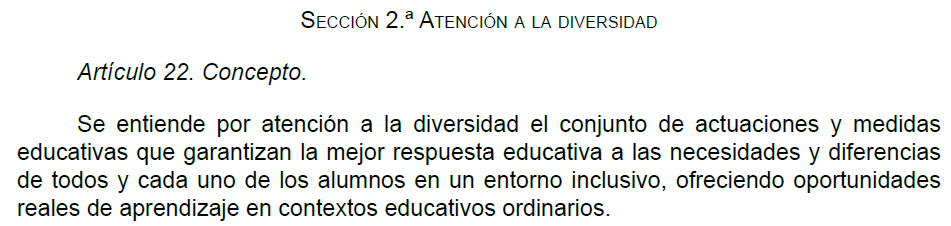 SECCIÓN 2.ª ATENCIÓN A LA DIVERSIDAD
Artículo 22. Concepto.
Se entiende por atención a la diversidad el conjunto de actuaciones y medidas
educativas que garantizan la mejor respuesta educativa a las necesidades y diferencias
de todos y cada uno de los alumnos en un entorno inclusivo, ofreciendo oportunidades
reales de aprendizaje en contextos educativos ordinarios.